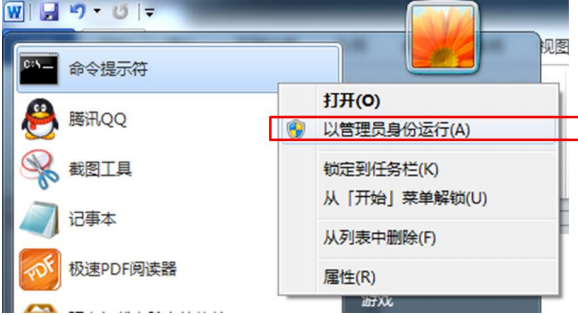 W
视图
C:\
命令提示符
打开(O)
腾讯QQ
以管理员身份运行(A)
截图工具
锁定到任务栏(K)
从「开始」菜单解锁(U)
记事本
从列表中删除(F)
PDF
极速PDF阅读器
属性(R)
游戏